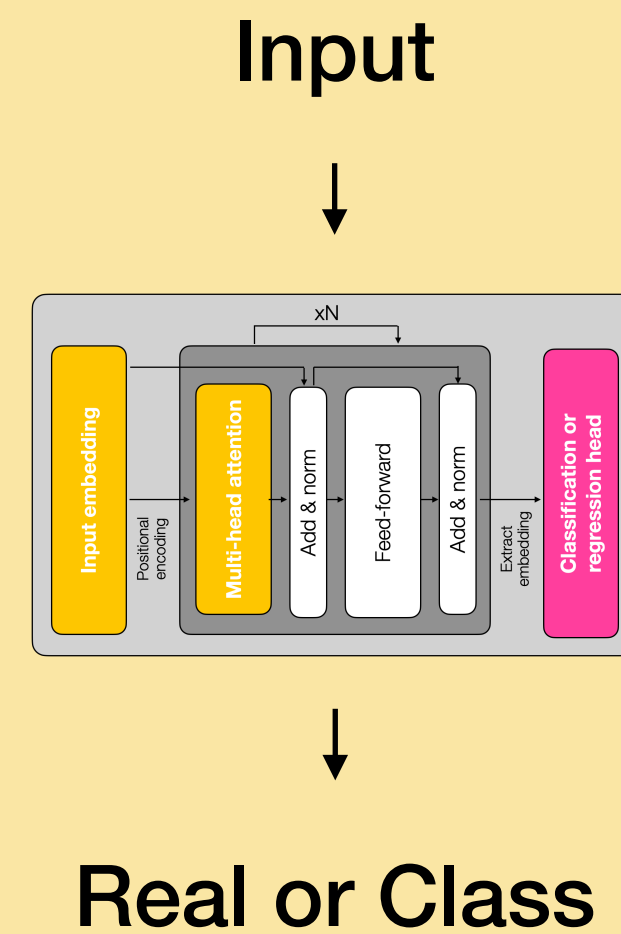 Input
xN
Input embedding
Positional
encoding
Multi-head attention
Add & norm
Feed-forward
Add & norm
Extract
embedding
Classification or
regression head
Real or Class